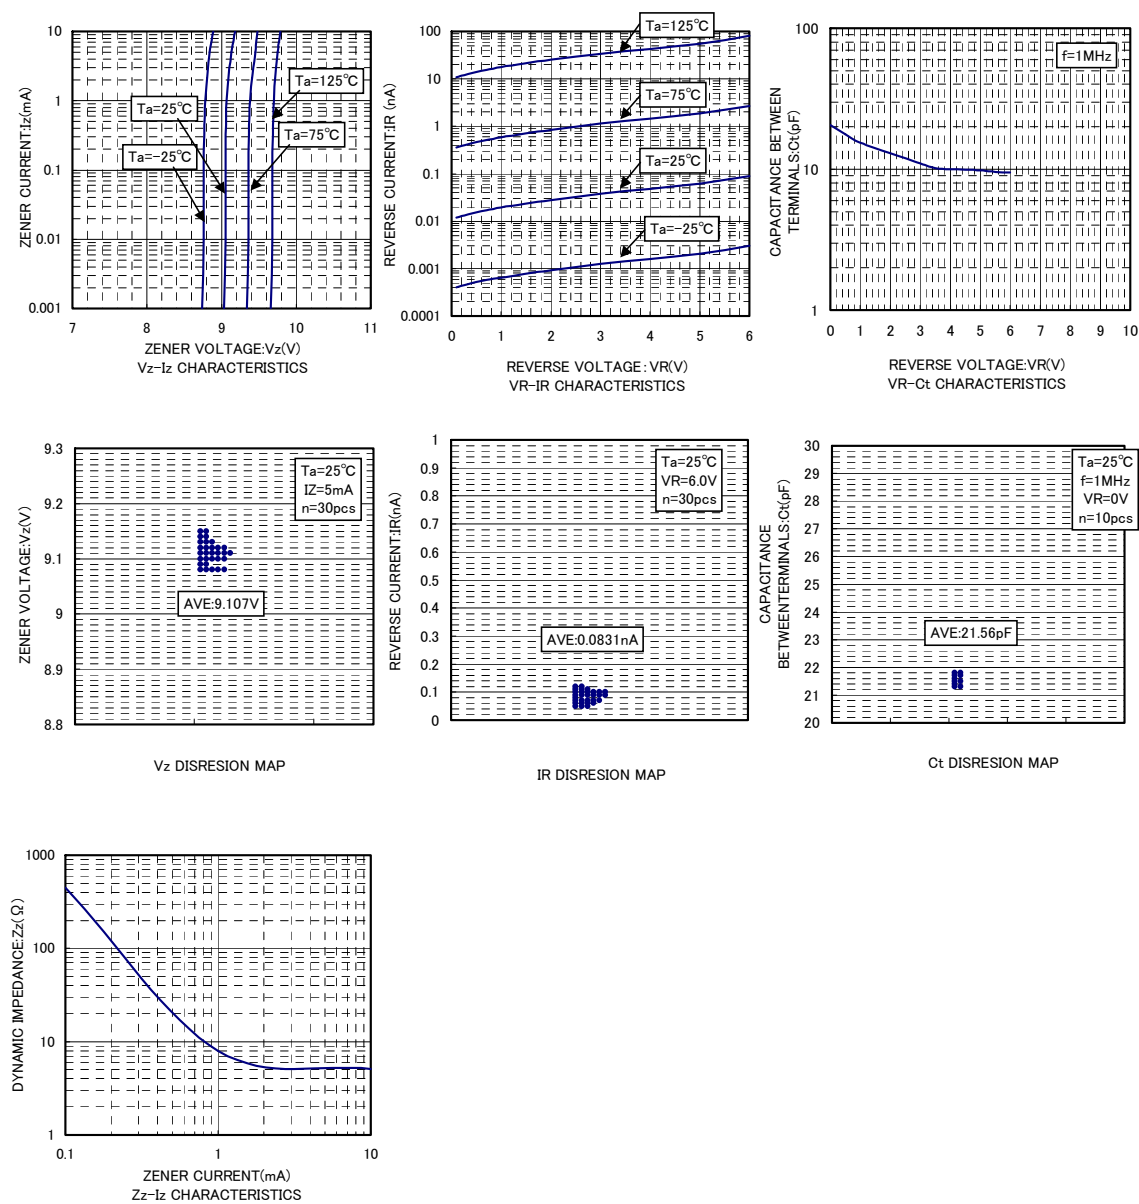 ZENER CURRENT:Iz(mA)
10
1
0.1
0.01
0.001
Ta=125℃
Ta=25℃
Ta=75℃
Ta=-25℃
7 8 9 10 11
ZENER VOLTAGE:Vz(V)
Vz-Iz CHARACTERISTICS
REVERSE CURRENT:IR (nA)
100
10
1
0.1
0.01
0.001
0.0001
Ta=125℃
Ta=75℃
Ta=25℃
Ta=-25℃
0 1 2 3 4 5 6
REVERSE VOLTAGE:VR(V)
VR-IR CHARACTERISTICS
CAPACITANCE BETWEEN
TERMINALS:Ct(pF)
100
10
1
f=1MHz
0 1 2 3 4 5 6 7 8 9 10
REVERSE VOLTAGE:VR(V)
VR-Ct CHARACTERISTICS
ZENER VOLTAGE:Vz(V)
9.3
9.2
9.1
9
8.9
8.8
Ta=25℃
IZ=5mA
n=30pcs
AVE:9.107V
Vz DISRESION MAP
REVERSE CURRENT:IR(nA)
1
0.9
0.8
0.7
0.6
0.5
0.4
0.3
0.2
0.1
0
Ta=25℃
VR=6.0V
n=30pcs
AVE:0.0831nA
IR DISRESION MAP
CAPACITANCE
BETWEENTERMINALS:Ct(pF)
30
29
28
27
26
25
24
23
22
21
20
Ta=25℃
f=1MHz
VR=0V
n=10pcs
AVE:21.56pF
Ct DISRESION MAP
DYNAMIC IMPEDANCE:Zz(Ω)
1000
100
10
1
0.1 1 10
ZENER CURRENT(mA)
Zz-Iz CHARACTERISTICS